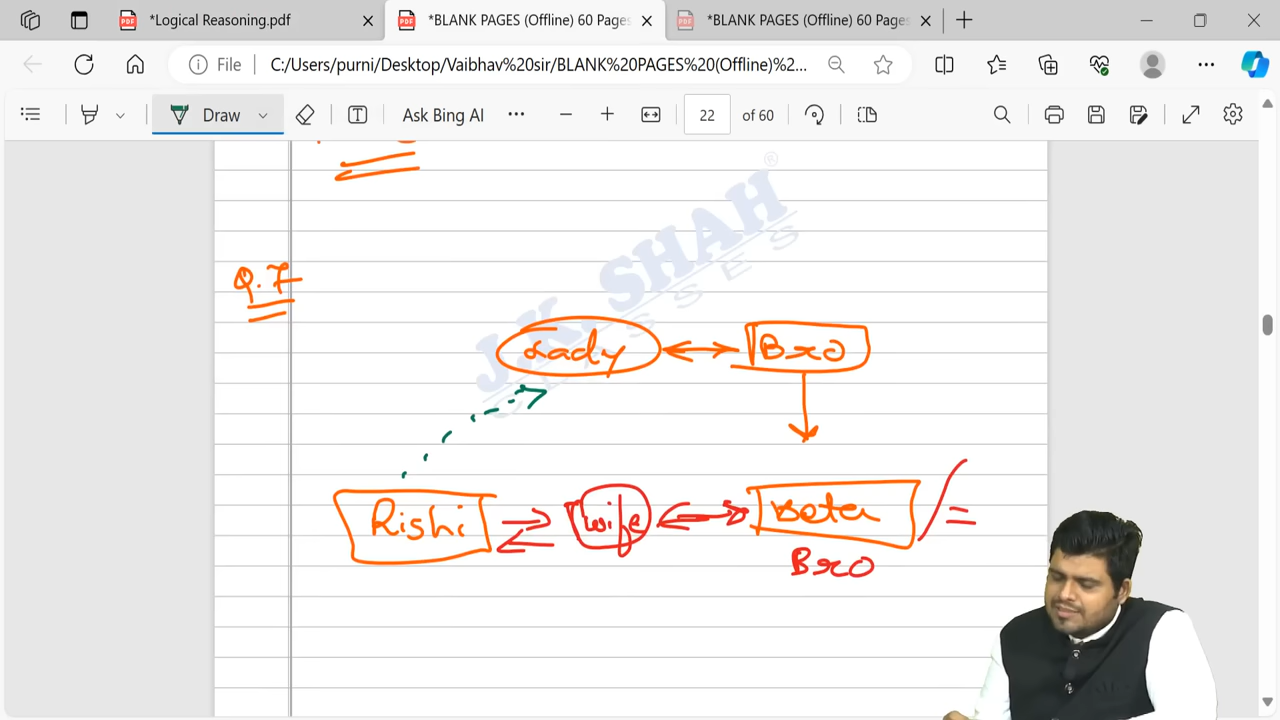 *Logical Reasoning.pdf
*BLANK PAGES (Offline) 60 Pages
*BLANK PAGES (Offline) 60 Pages
File C:/Users/purni/Desktop/Vaibhav%20sir/BLANK%20PAGES%20(Offline)%2...
Draw Ask Bing AI 22 of 60
J.K. SHAH ®
CLASSES
Q.7
Lady Bro
Rishi wife Beta
Bro